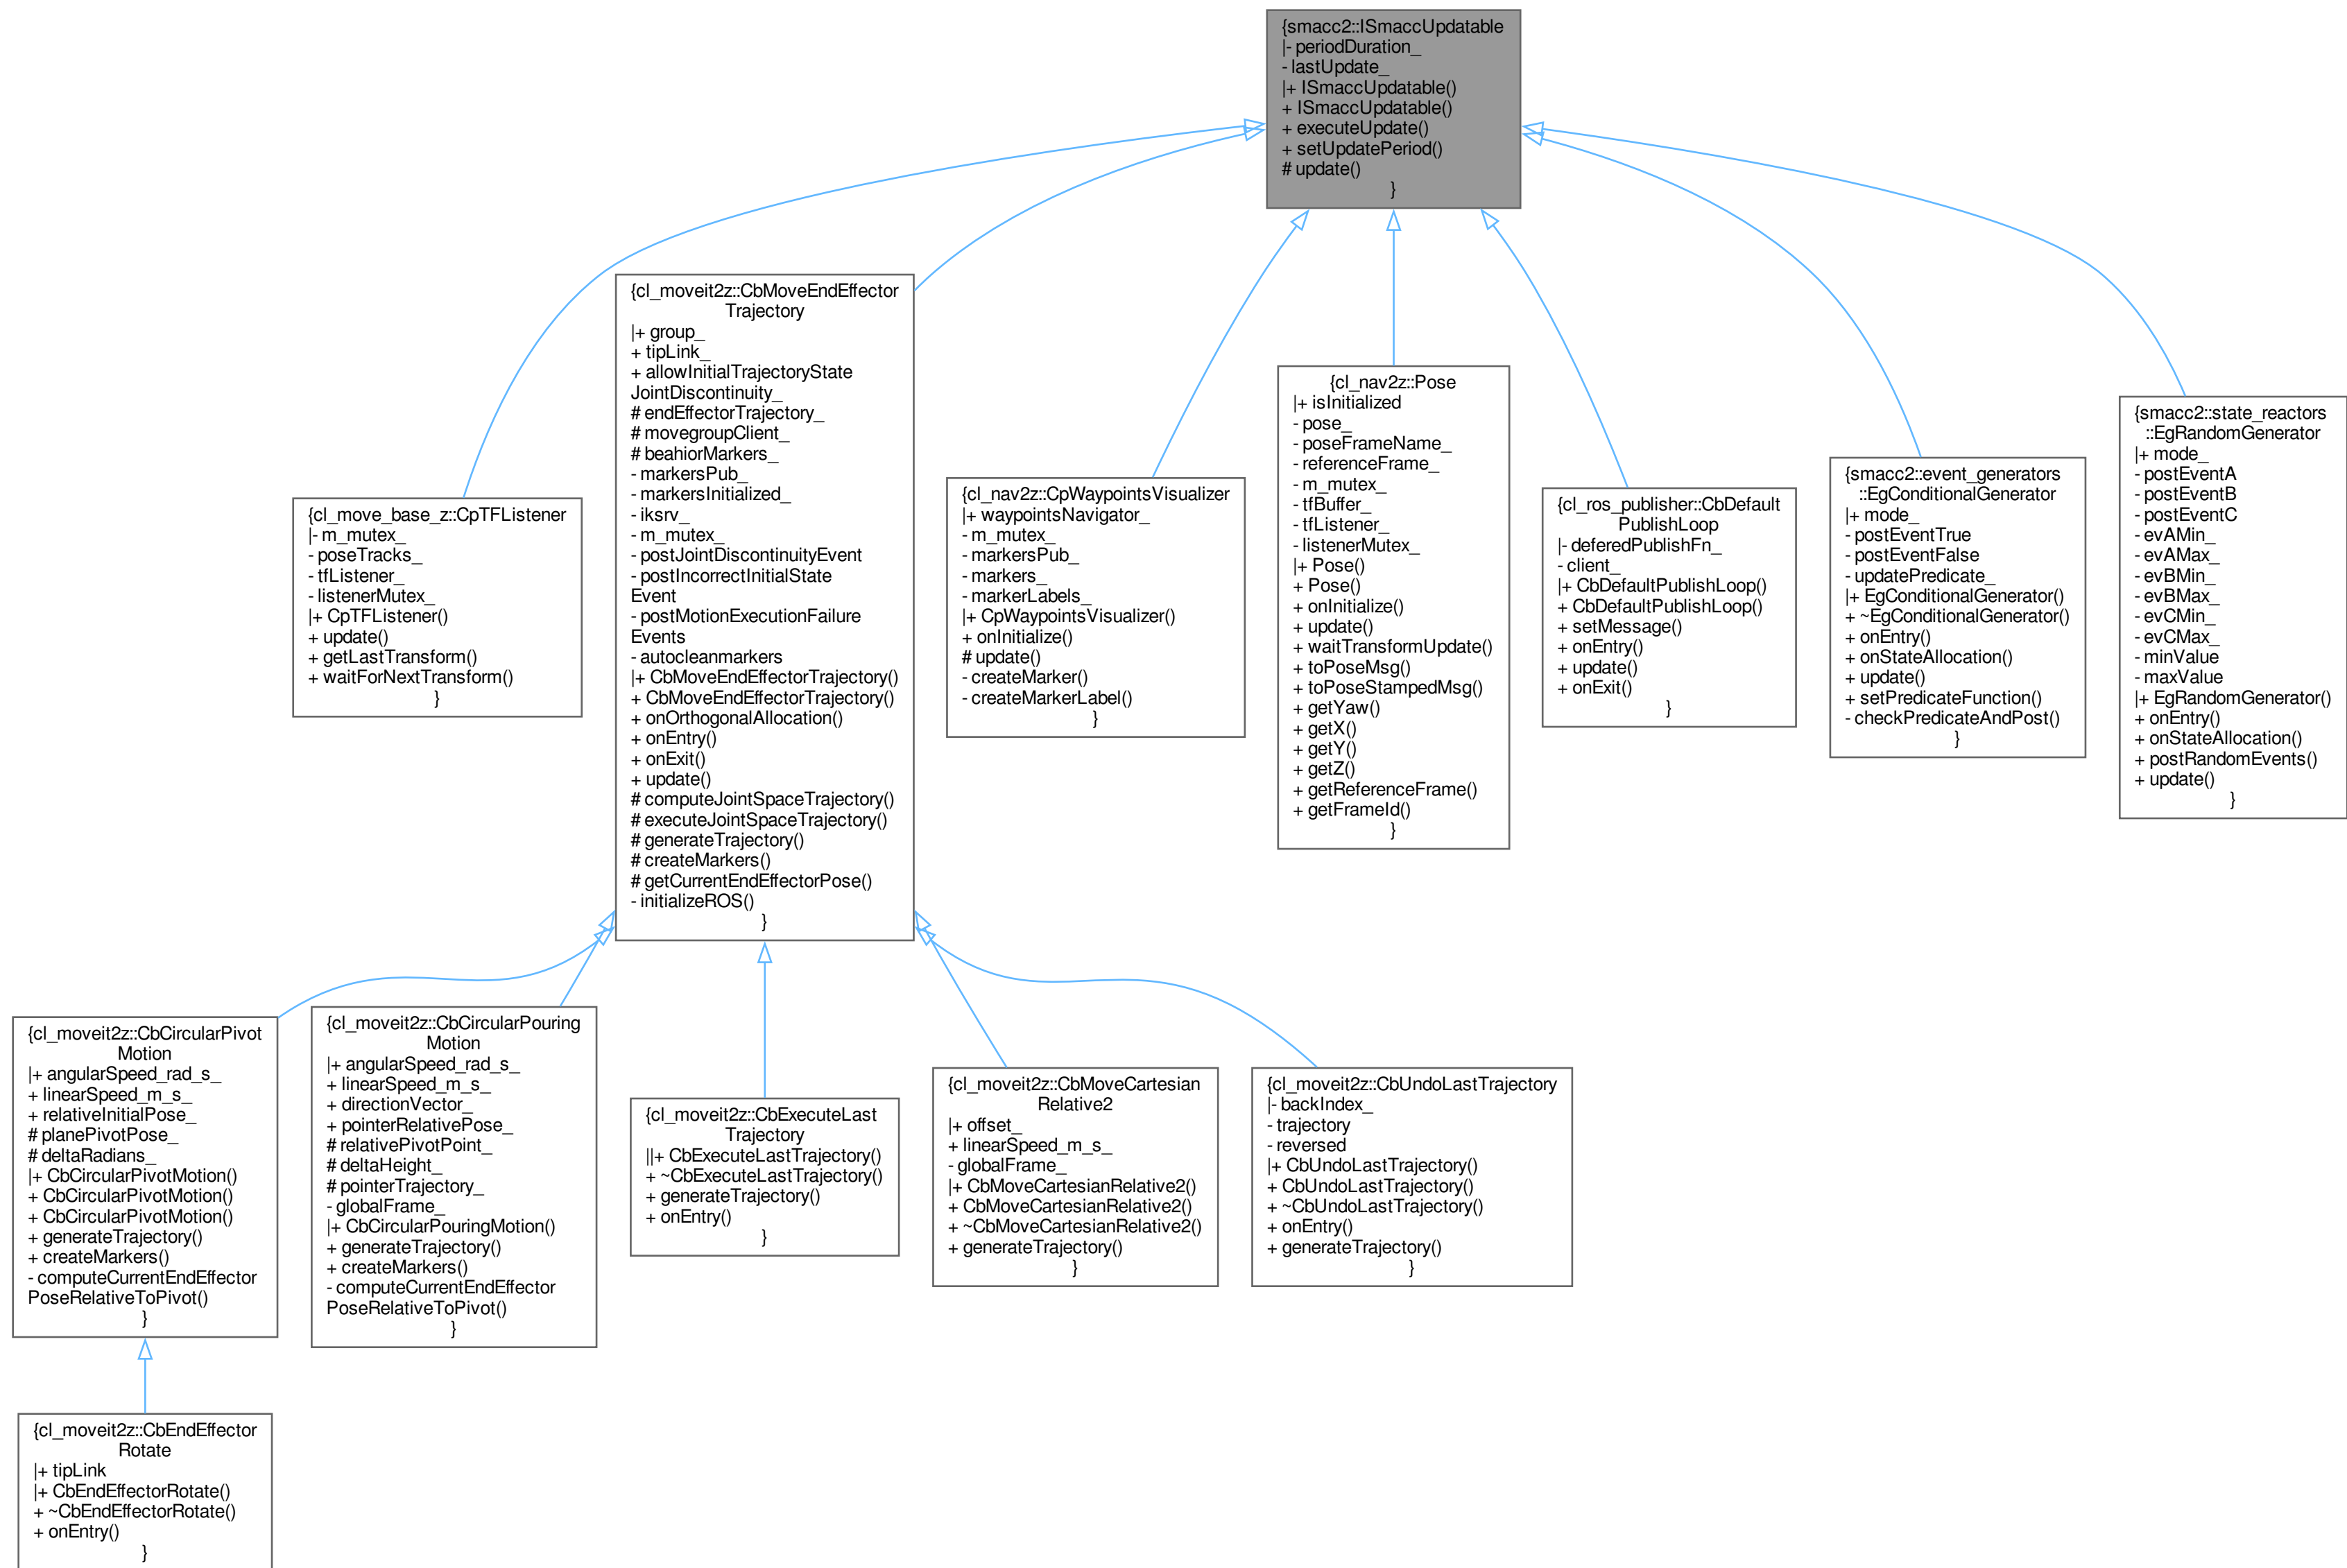 {smacc2::ISmaccUpdatable
|- periodDuration_
- lastUpdate_
|+ ISmaccUpdatable()
+ ISmaccUpdatable()
+ executeUpdate()
+ setUpdatePeriod()
# update()
}
{cl_move_base_z::CpTFListener
|- m_mutex_
- poseTracks_
- tfListener_
- listenerMutex_
|+ CpTFListener()
+ update()
+ getLastTransform()
+ waitForNextTransform()
}
{cl_moveit2z::CbMoveEndEffector
Trajectory
|+ group_
+ tipLink_
+ allowInitialTrajectoryState
JointDiscontinuity_
# endEffectorTrajectory_
# movegroupClient_
# beahiorMarkers_
- markersPub_
- markersInitialized_
- iksrv_
- m_mutex_
- postJointDiscontinuityEvent
- postIncorrectInitialState
Event
- postMotionExecutionFailure
Events
- autocleanmarkers
|+ CbMoveEndEffectorTrajectory()
+ CbMoveEndEffectorTrajectory()
+ onOrthogonalAllocation()
+ onEntry()
+ onExit()
+ update()
# computeJointSpaceTrajectory()
# executeJointSpaceTrajectory()
# generateTrajectory()
# createMarkers()
# getCurrentEndEffectorPose()
- initializeROS()
}
{cl_nav2z::CpWaypointsVisualizer
|+ waypointsNavigator_
- m_mutex_
- markersPub_
- markers_
- markerLabels_
|+ CpWaypointsVisualizer()
+ onInitialize()
# update()
- createMarker()
- createMarkerLabel()
}
{cl_nav2z::Pose
|+ isInitialized
- pose_
- poseFrameName_
- referenceFrame_
- m_mutex_
- tfBuffer_
- tfListener_
- listenerMutex_
|+ Pose()
+ Pose()
+ onInitialize()
+ update()
+ waitTransformUpdate()
+ toPoseMsg()
+ toPoseStampedMsg()
+ getYaw()
+ getX()
+ getY()
+ getZ()
+ getReferenceFrame()
+ getFrameId()
}
{cl_ros_publisher::CbDefault
PublishLoop
|- deferedPublishFn_
- client_
|+ CbDefaultPublishLoop()
+ CbDefaultPublishLoop()
+ setMessage()
+ onEntry()
+ update()
+ onExit()
}
{smacc2::event_generators
::EgConditionalGenerator
|+ mode_
- postEventTrue
- postEventFalse
- updatePredicate_
|+ EgConditionalGenerator()
+ ~EgConditionalGenerator()
+ onEntry()
+ onStateAllocation()
+ update()
+ setPredicateFunction()
- checkPredicateAndPost()
}
{smacc2::state_reactors
::EgRandomGenerator
|+ mode_
- postEventA
- postEventB
- postEventC
- evAMin_
- evAMax_
- evBMin_
- evBMax_
- evCMin_
- evCMax_
- minValue
- maxValue
|+ EgRandomGenerator()
+ onEntry()
+ onStateAllocation()
+ postRandomEvents()
+ update()
}
{cl_moveit2z::CbCircularPivot
Motion
|+ angularSpeed_rad_s_
+ linearSpeed_m_s_
+ relativeInitialPose_
# planePivotPose_
# deltaRadians_
|+ CbCircularPivotMotion()
+ CbCircularPivotMotion()
+ CbCircularPivotMotion()
+ generateTrajectory()
+ createMarkers()
- computeCurrentEndEffector
PoseRelativeToPivot()
}
{cl_moveit2z::CbCircularPouring
Motion
|+ angularSpeed_rad_s_
+ linearSpeed_m_s_
+ directionVector_
+ pointerRelativePose_
# relativePivotPoint_
# deltaHeight_
# pointerTrajectory_
- globalFrame_
|+ CbCircularPouringMotion()
+ generateTrajectory()
+ createMarkers()
- computeCurrentEndEffector
PoseRelativeToPivot()
}
{cl_moveit2z::CbExecuteLast
Trajectory
||+ CbExecuteLastTrajectory()
+ ~CbExecuteLastTrajectory()
+ generateTrajectory()
+ onEntry()
}
{cl_moveit2z::CbMoveCartesian
Relative2
|+ offset_
+ linearSpeed_m_s_
- globalFrame_
|+ CbMoveCartesianRelative2()
+ CbMoveCartesianRelative2()
+ ~CbMoveCartesianRelative2()
+ generateTrajectory()
}
{cl_moveit2z::CbUndoLastTrajectory
|- backIndex_
- trajectory
- reversed
|+ CbUndoLastTrajectory()
+ CbUndoLastTrajectory()
+ ~CbUndoLastTrajectory()
+ onEntry()
+ generateTrajectory()
}
{cl_moveit2z::CbEndEffector
Rotate
|+ tipLink
|+ CbEndEffectorRotate()
+ ~CbEndEffectorRotate()
+ onEntry()
}